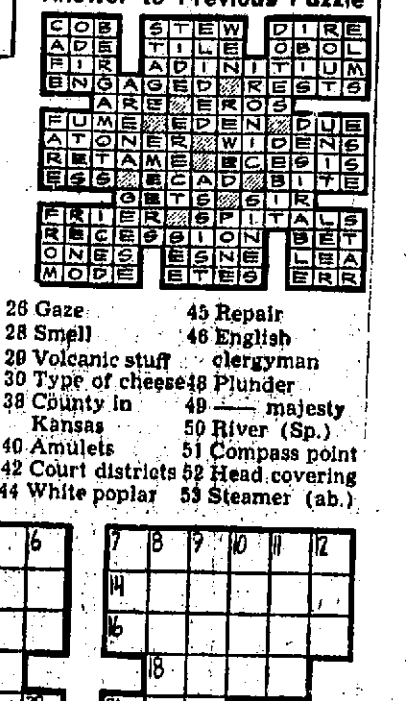 Answer to Previous Puzzle
COB STEW DIRE
ADE TILE OBOL
FIR ADINITIUM
ENGAGED RESTS
ARE EROS
FUME EDEN DUE
ATONER WIDENS
RETAME ECESIS
ESS ECAD BITE
GETS SIR
FRIER SPITALS
RECESSION BET
ONES ESNE LEA
MODE ETES ERR
26 Gaze
28 Smell
29 Volcanic stuff
30 Type of cheese
38 County in
Kansas
40 Amulets
42 Court districts
44 White poplar
45 Repair
46 English
clergyman
48 Plunder
49 —— majesty
50 River (Sp.)
51 Compass point
52 Head covering
53 Steamer (ab.)
6 7 8 9 10 11 12
14
16
18